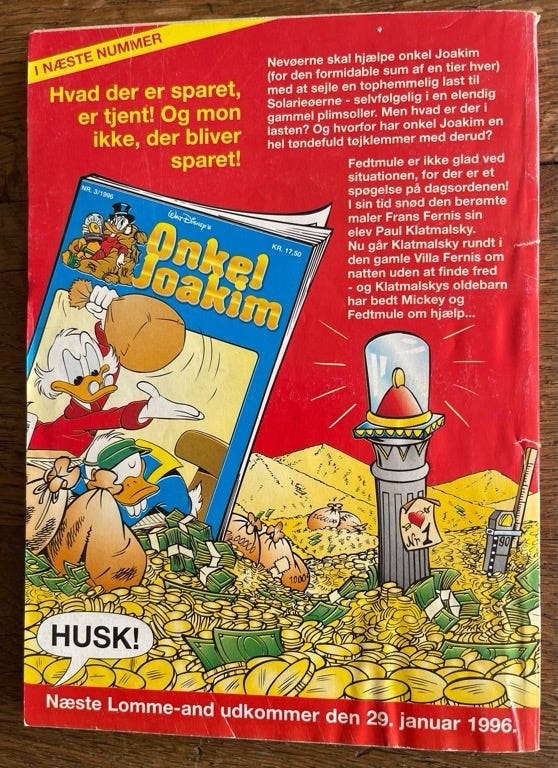 I NÆSTE NUMMER
Hvad der er sparet,
er tjent! Og mon
ikke, der bliver
sparet!
Nevøerne skal hjælpe onkel Joakim
(for den formidable sum af en tier hver)
med at sejle en tophemmelig last til
Solarieøerne - selvfølgelig i en elendig
gammel plimsoller. Men hvad er der i
lasten? Og hvorfor har onkel Joakim en
hel tøndefuld tøjklemmer med derud?
Fedtmule er ikke glad ved
situationen, for der er et
spøgelse på dagsordenen!
I sin tid snød den berømte
maler Frans Fernis sin
elev Paul Klatmalsky.
Nu går Klatmalsky rundt i
den gamle Villa Fernis om
natten uden at finde fred
- og Klatmalskys oldebarn
har bedt Mickey og
Fedtmule om hjælp...
NR. 3/1996
Walt Disney's
KR. 17,50
Onkel
Joakim
Nr. 1
90
1000
HUSK!
Næste Lomme-and udkommer den 29. januar 1996.